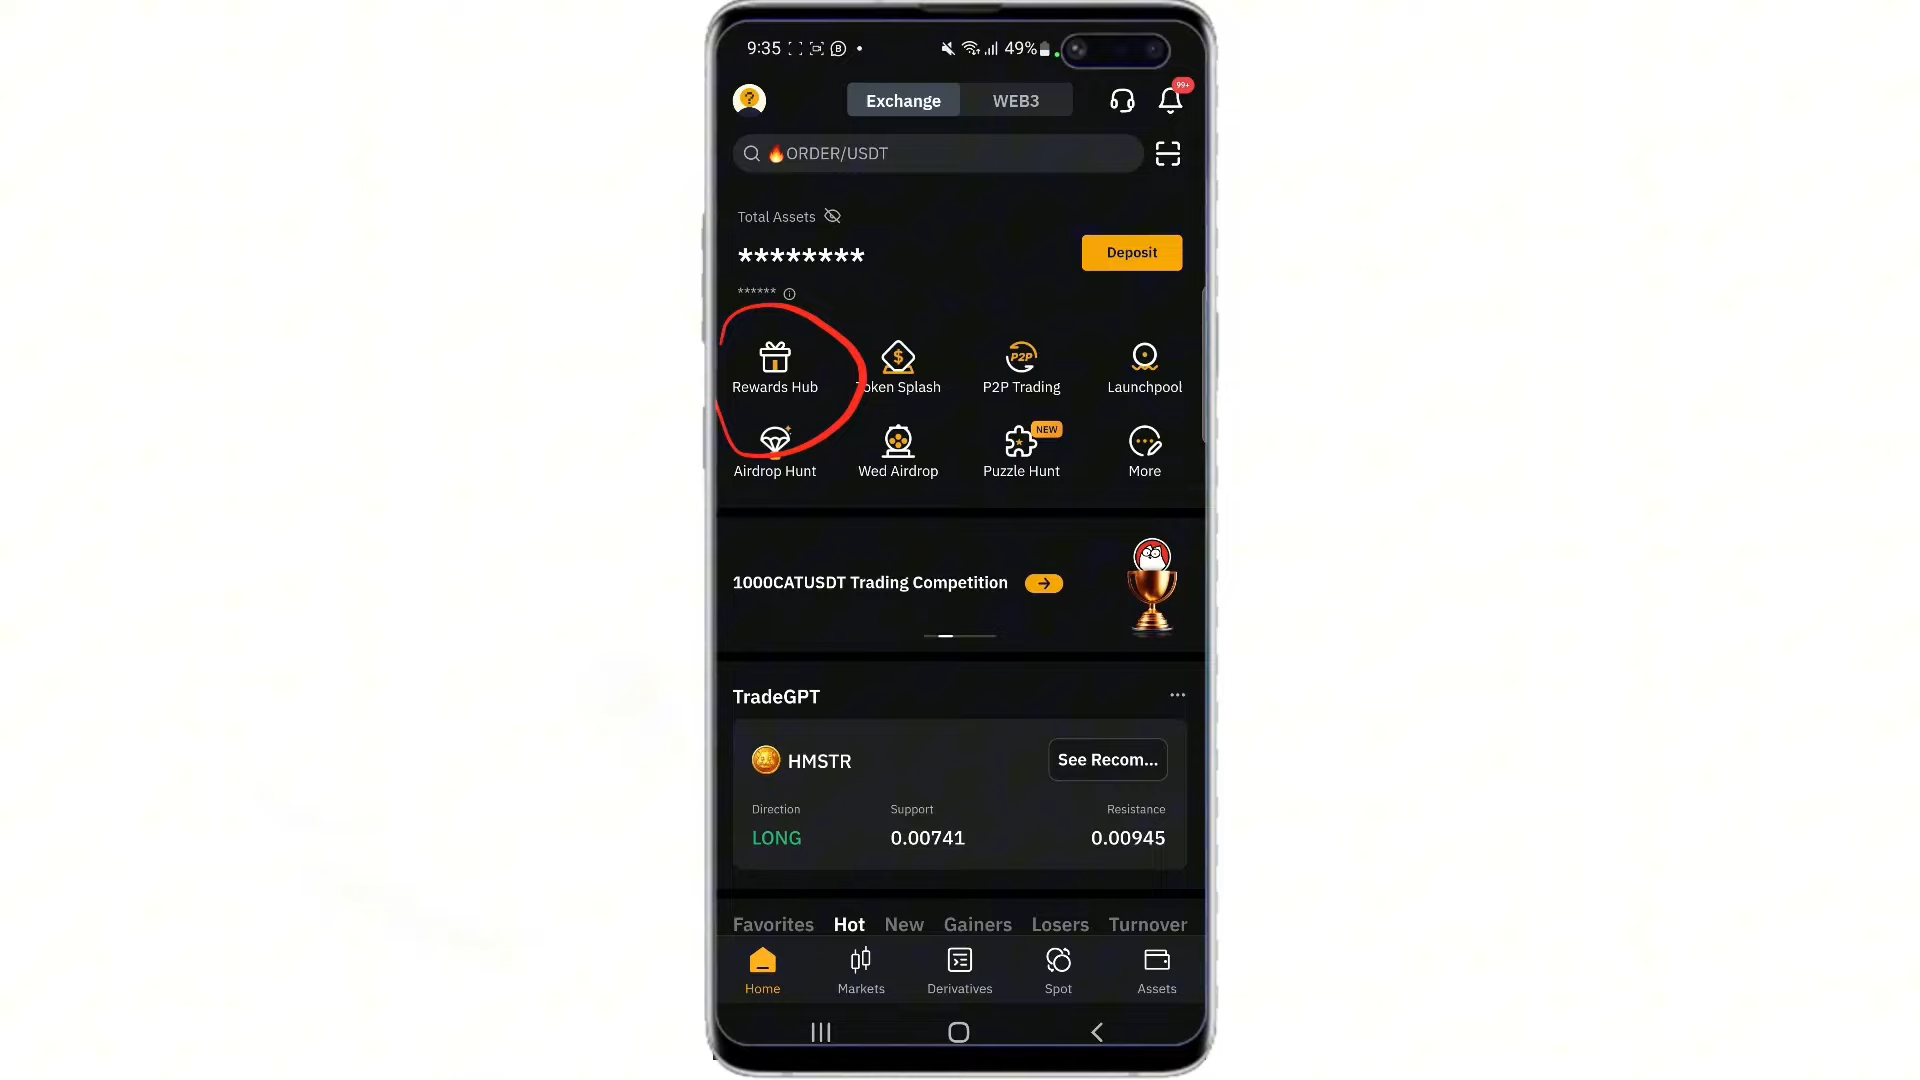 9:35 49%
Exchange WEB3 99+
🔥ORDER/USDT
Total Assets
********
Deposit
******
Rewards Hub Token Splash P2P Trading Launchpool
P2P
NEW
Airdrop Hunt Wed Airdrop Puzzle Hunt More
1000CATUSDT Trading Competition
TradeGPT
HMSTR See Recom...
Direction Support Resistance
LONG 0.00741 0.00945
Favorites Hot New Gainers Losers Turnover
Home Markets Derivatives Spot Assets